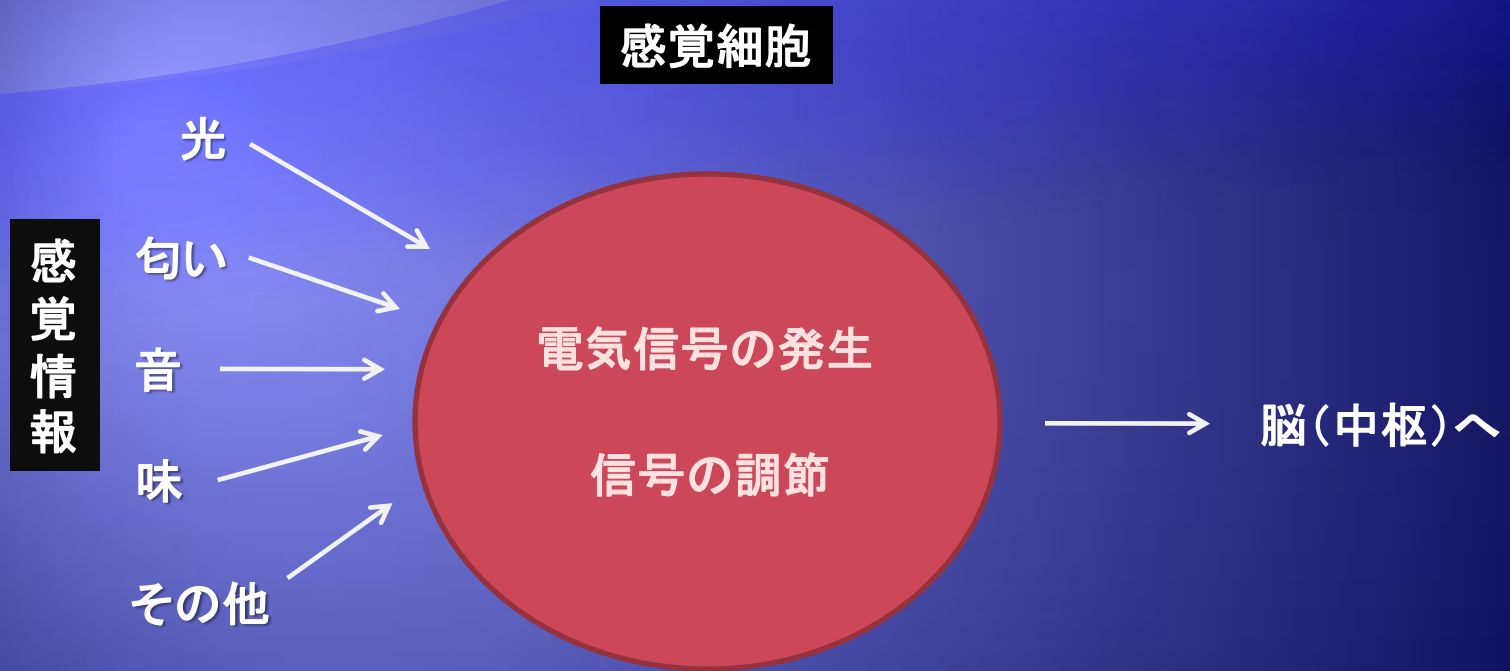 感覚細胞
感覚情報
光
匂い
音
味
その他
電気信号の発生
信号の調節
脳(中枢)へ